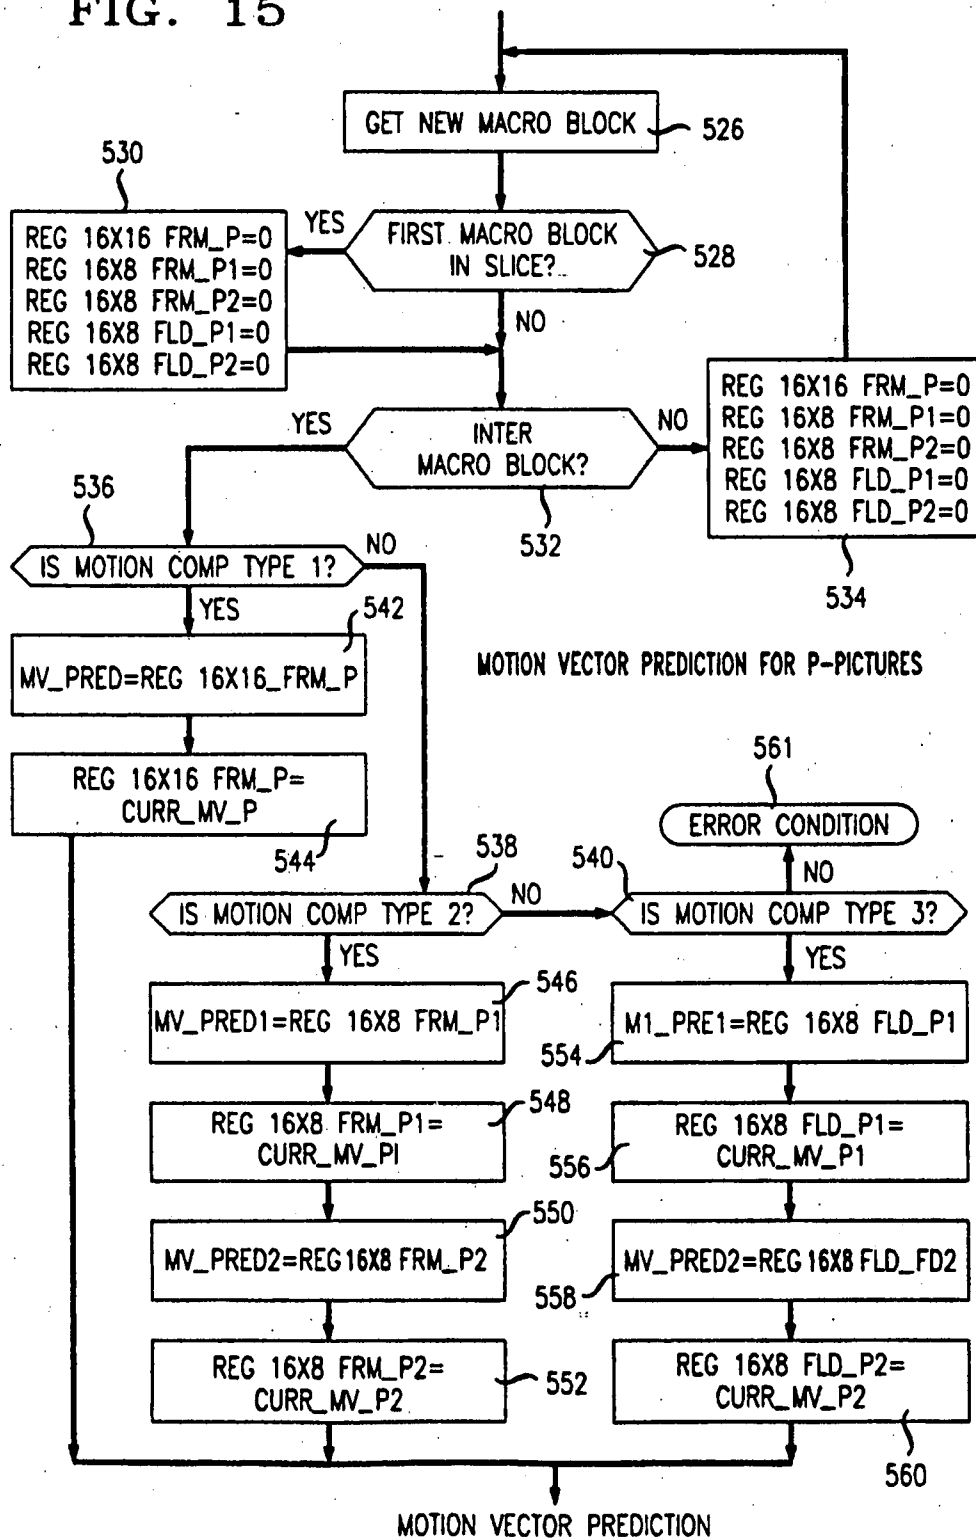 FIG. 15
GET NEW MACRO BLOCK
526
530
REG 16X16 FRM_P=0
REG 16X8 FRM_P1=0
REG 16X8 FRM_P2=0
REG 16X8 FLD_P1=0
REG 16X8 FLD_P2=0
YES
FIRST MACRO BLOCK
IN SLICE?
528
NO
YES
INTER
MACRO BLOCK?
532
NO
REG 16X16 FRM_P=0
REG 16X8 FRM_P1=0
REG 16X8 FRM_P2=0
REG 16X8 FLD_P1=0
REG 16X8 FLD_P2=0
534
536
IS MOTION COMP TYPE 1?
NO
YES
542
MV_PRED=REG 16X16_FRM_P
MOTION VECTOR PREDICTION FOR P-PICTURES
REG 16X16 FRM_P=
CURR_MV_P
544
561
ERROR CONDITION
NO
538
IS MOTION COMP TYPE 2?
NO
540
IS MOTION COMP TYPE 3?
YES
YES
546
MV_PRED1=REG 16X8 FRM_P1
M1_PRE1=REG 16X8 FLD_P1
554
548
REG 16X8 FRM_P1=
CURR_MV_PI
REG 16X8 FLD_P1=
CURR_MV_P1
556
550
MV_PRED2=REG16X8 FRM_P2
MV_PRED2=REG16X8 FLD_FD2
558
REG 16X8 FRM_P2=
CURR_MV_P2
552
REG 16X8 FLD_P2=
CURR_MV_P2
560
MOTION VECTOR PREDICTION